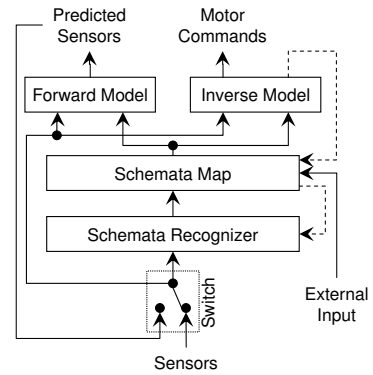 Predicted
Sensors
Motor
Commands
Forward Model
Inverse Model
Schemata Map
Schemata Recognizer
Switch
External
Input
Sensors